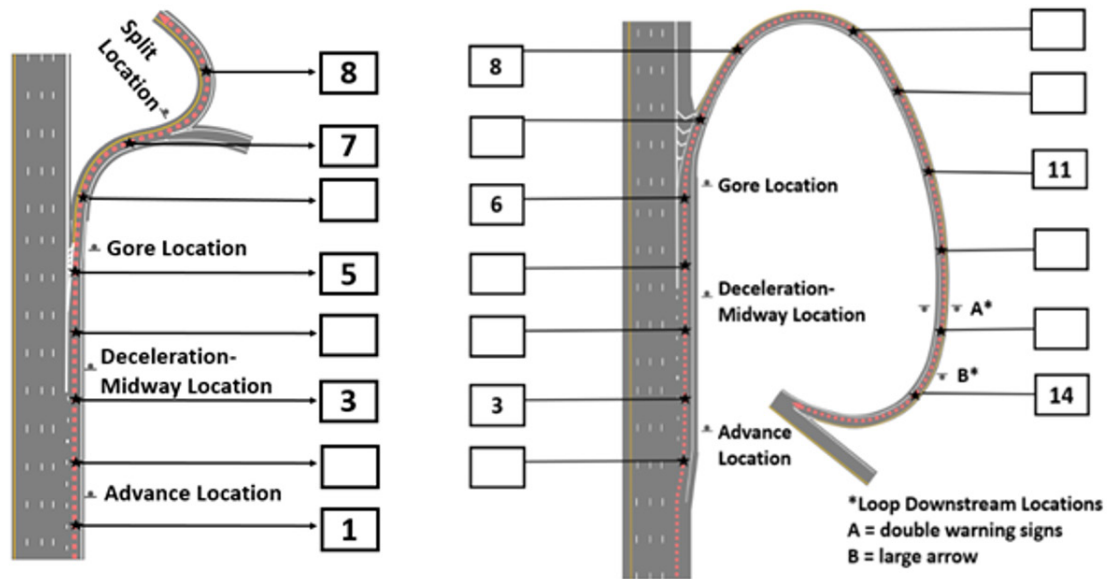 Split
Location
8
7
Gore Location
5
Deceleration-
Midway Location
3
Advance Location
1
8
6
3
Gore Location
Deceleration-
Midway Location
Advance
Location
11
A*
B*
14
*Loop Downstream Locations
A = double warning signs
B = large arrow